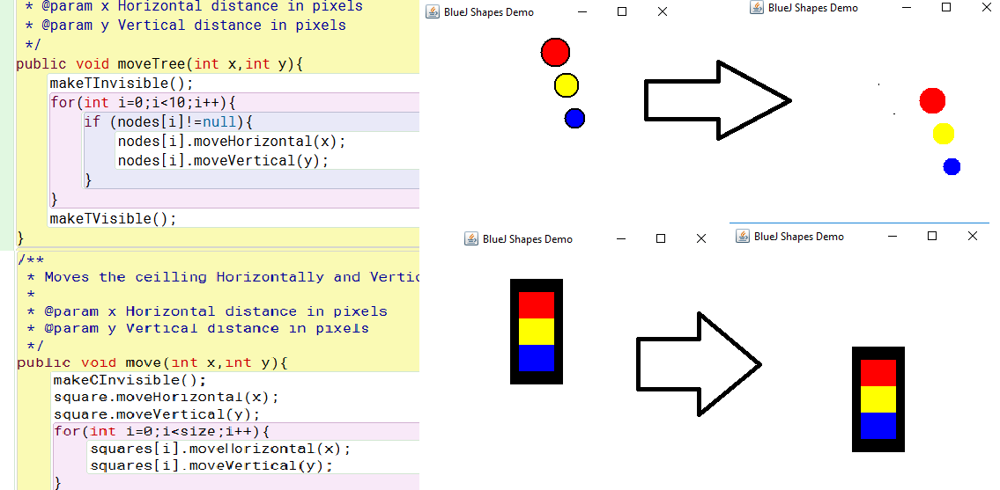 * @param x Horizontal distance in pixels
* @param y Vertical distance in pixels
*/
public void moveTree(int x,int y){
makeTInvisible();
for(int i=0;i<10;i++){
if (nodes[i]!=null){
nodes[i].moveHorizontal(x);
nodes[i].moveVertical(y);
}
}
makeTVisible();
}
/**
* Moves the ceilling Horizontally and Vertic
*
* @param x Horizontal distance in pixels
* @param y Vertical distance in pixels
*/
public void move(int x,int y){
makeCInvisible();
square.moveHorizontal(x);
square.moveVertical(y);
for(int i=0;i<size;i++){
squares[i].moveHorizontal(x);
squares[i].moveVertical(y);
}
BlueJ Shapes Demo
BlueJ Shapes Demo
BlueJ Shapes Demo
BlueJ Shapes Demo